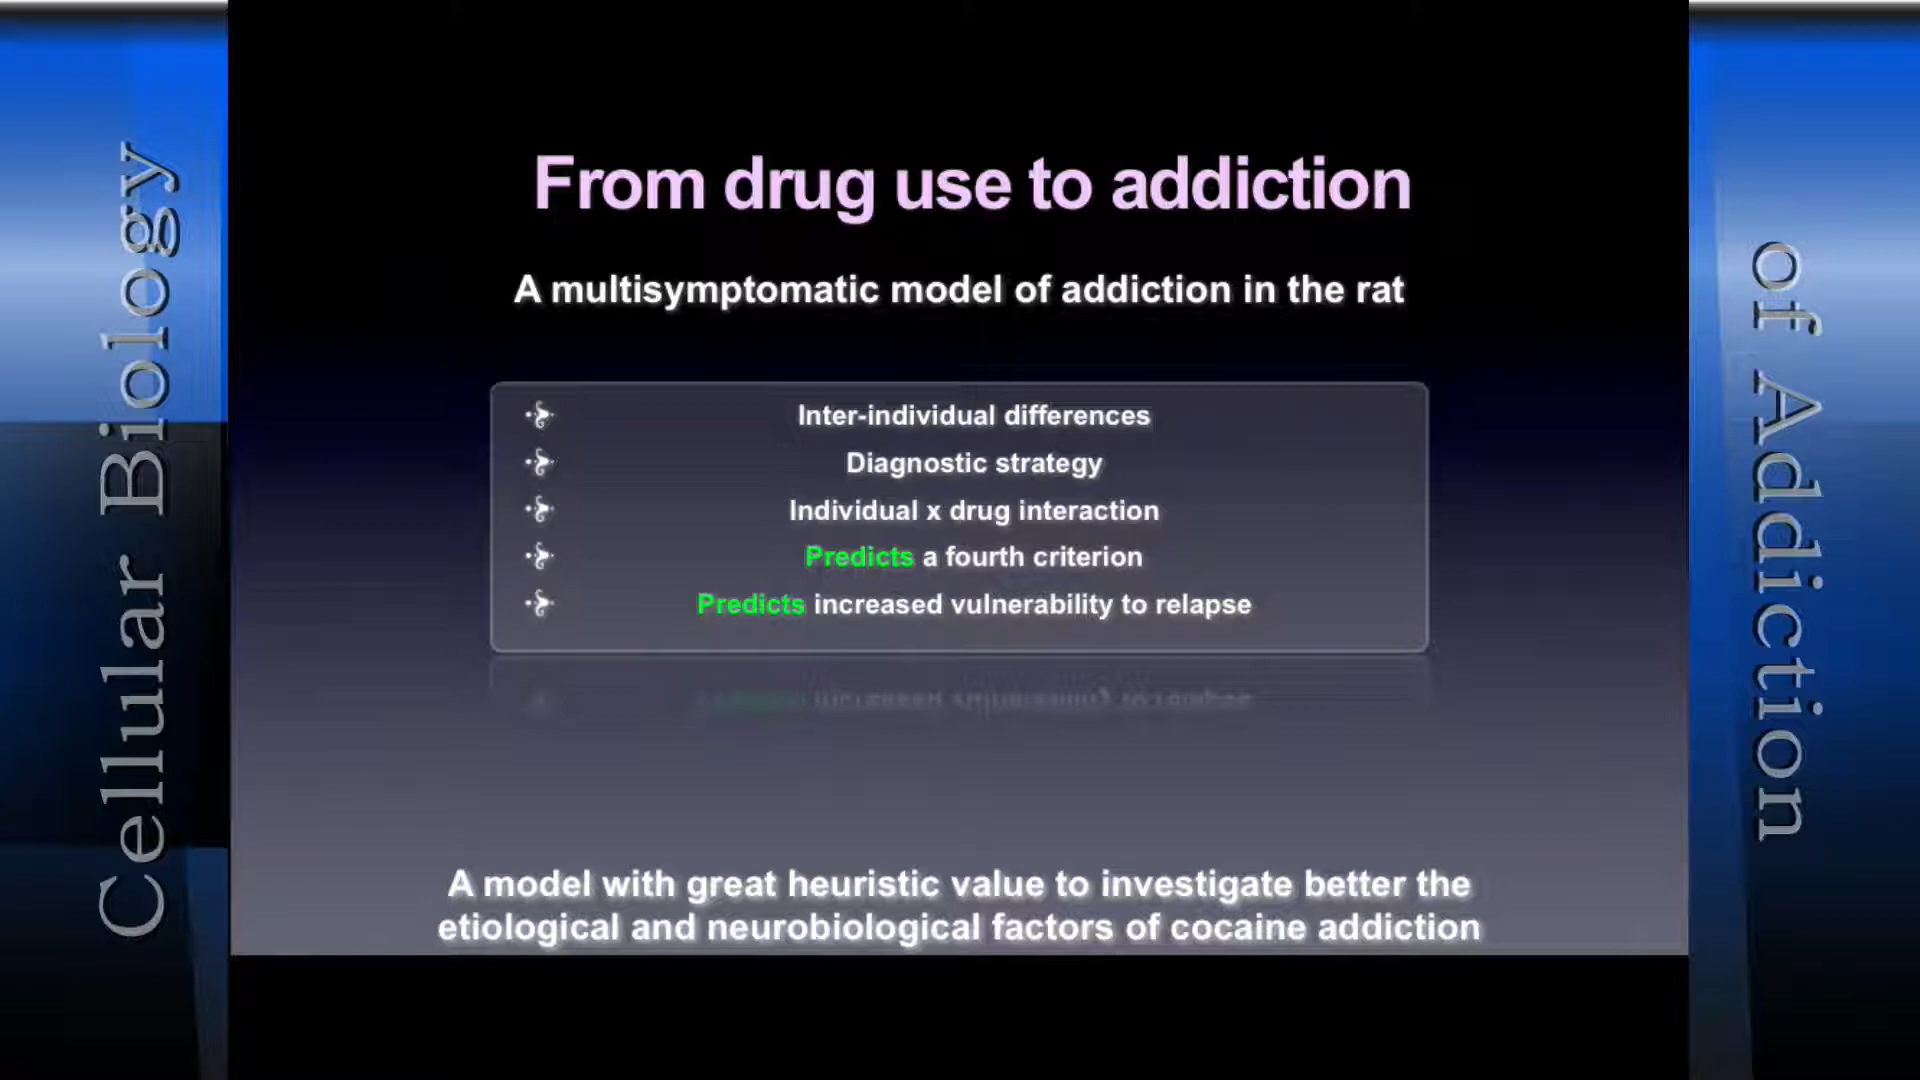 Cellular Biology
From drug use to addiction
A multisymptomatic model of addiction in the rat
Inter-individual differences
Diagnostic strategy
Individual x drug interaction
Predicts a fourth criterion
Predicts increased vulnerability to relapse
A model with great heuristic value to investigate better the
etiological and neurobiological factors of cocaine addiction
of Addiction